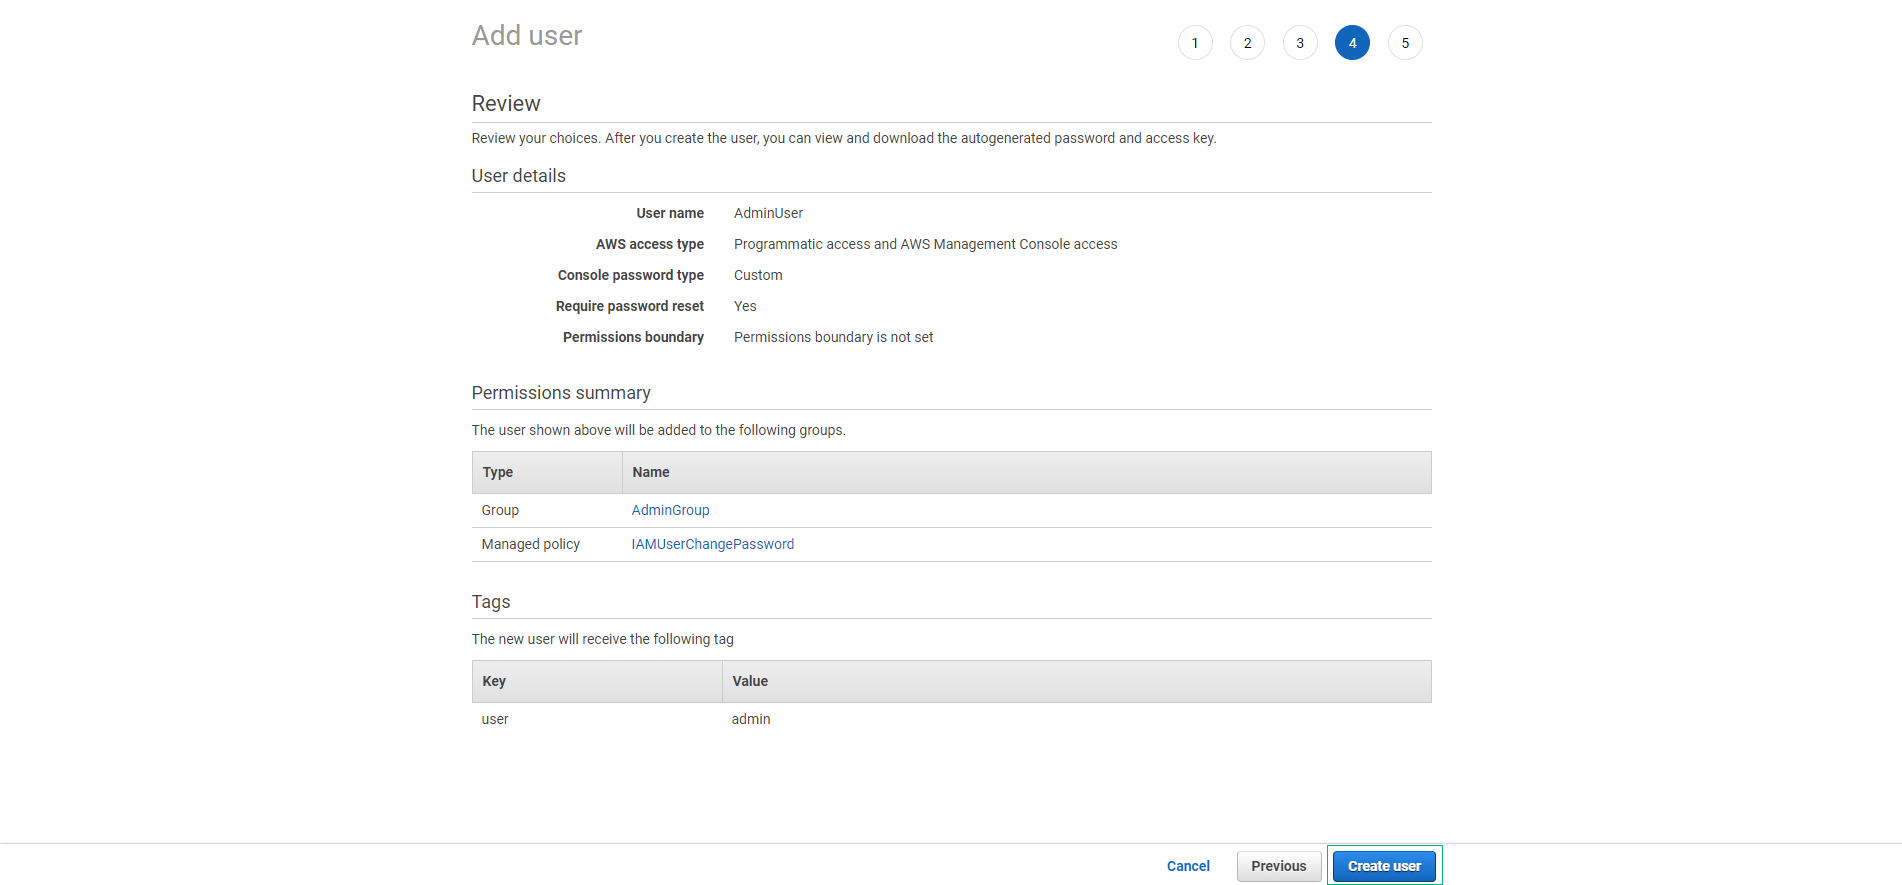 Add user
1 2 3 4 5
Review
Review your choices. After you create the user, you can view and download the autogenerated password and access key.
User details
User name AdminUser
AWS access type Programmatic access and AWS Management Console access
Console password type Custom
Require password reset Yes
Permissions boundary Permissions boundary is not set
Permissions summary
The user shown above will be added to the following groups.
Type Name
Group AdminGroup
Managed policy IAMUserChangePassword
Tags
The new user will receive the following tag
Key Value
user admin
Cancel Previous Create user